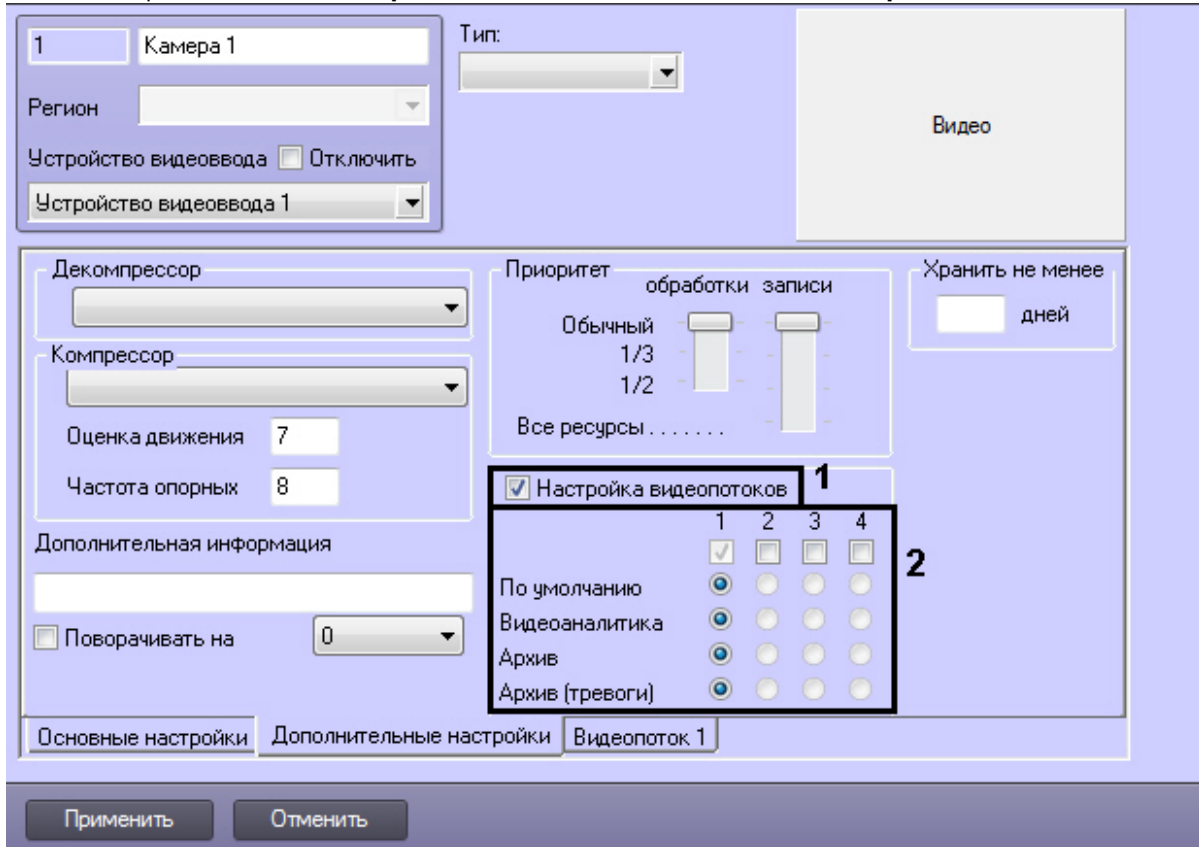 1 Камера 1
Тип:
Регион
Видео
Устройство видеоввода Отключить
Устройство видеоввода 1
Декомпрессор
Приоритет
обработки записи
Обычный
1/3
1/2
Все ресурсы . . . . . . .
Хранить не менее
дней
Компрессор
Оценка движения 7
Частота опорных 8
Настройка видеопотоков 1
1 2 3 4
2
По умолчанию
Видеоаналитика
Архив
Архив (тревоги)
Дополнительная информация
Поворачивать на 0
Основные настройки Дополнительные настройки Видеопоток 1
Применить Отменить